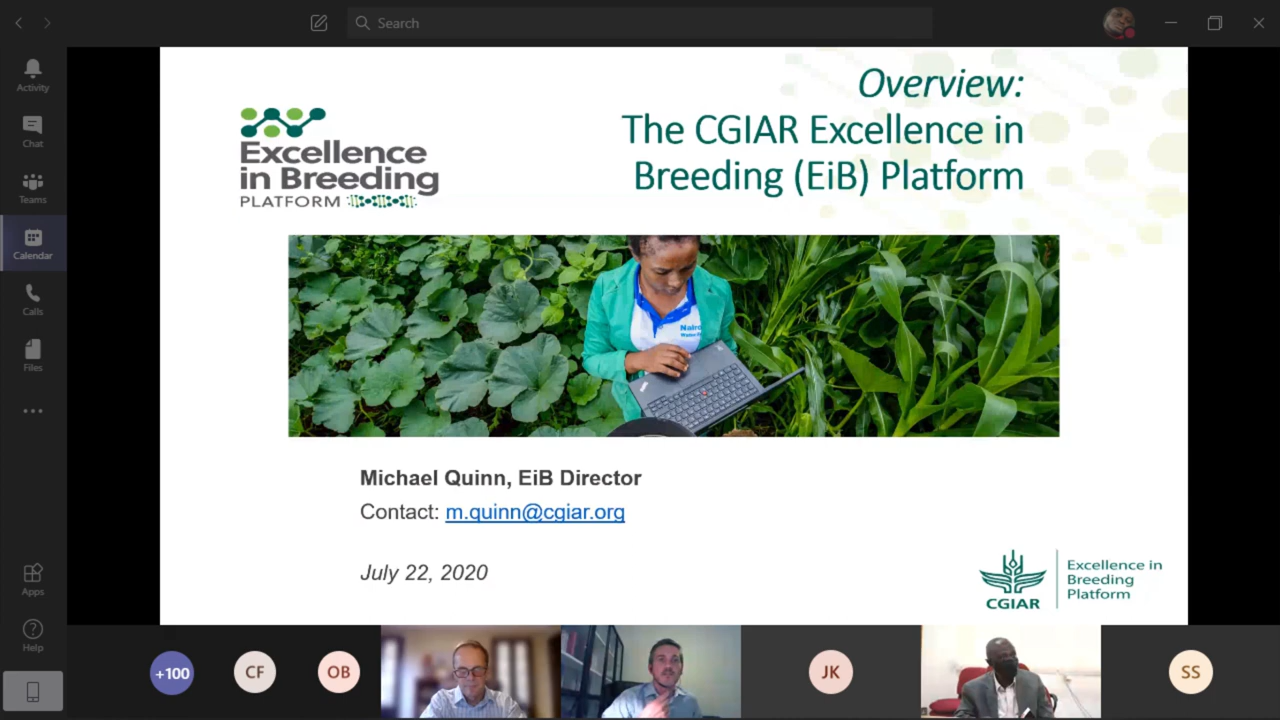 Search
Activity
Chat
Teams
Calendar
Calls
Files
Apps
Help
Overview:
The CGIAR Excellence in
Breeding (EiB) Platform
Excellence
in Breeding
PLATFORM
Michael Quinn, EiB Director
Contact: m.quinn@cgiar.org
July 22, 2020
CGIAR
Excellence in
Breeding
Platform
+100
CF
OB
JK
SS